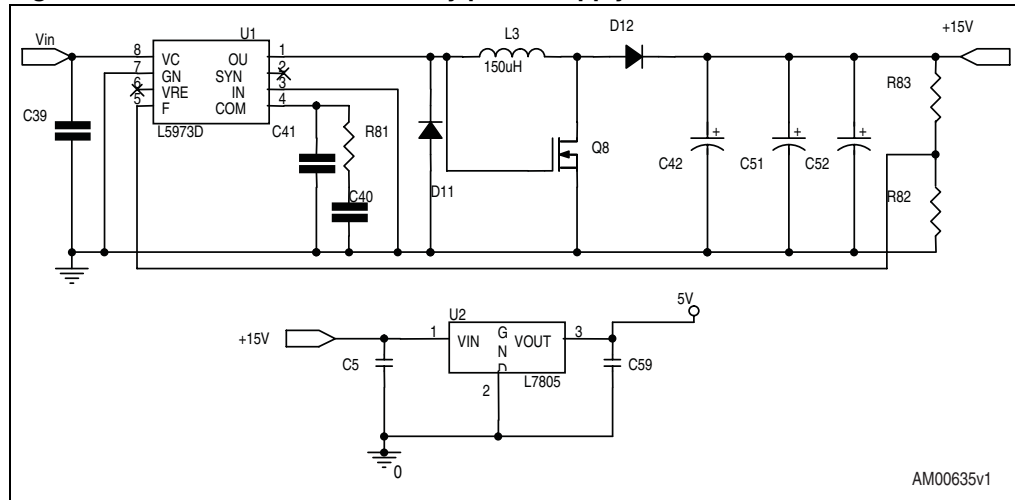 Vin
U1
L3
D12
+15V
8 VC OU 1
7 GN SYN 2
6 VRE IN 3
5 F COM 4
150uH
R83
C39
L5973D
C41
R81
Q8
C42
C51
C52
C40
D11
R82
5V
U2
+15V
1 VIN GND VOUT 3
C5
C59
L7805
2
0
AM00635v1